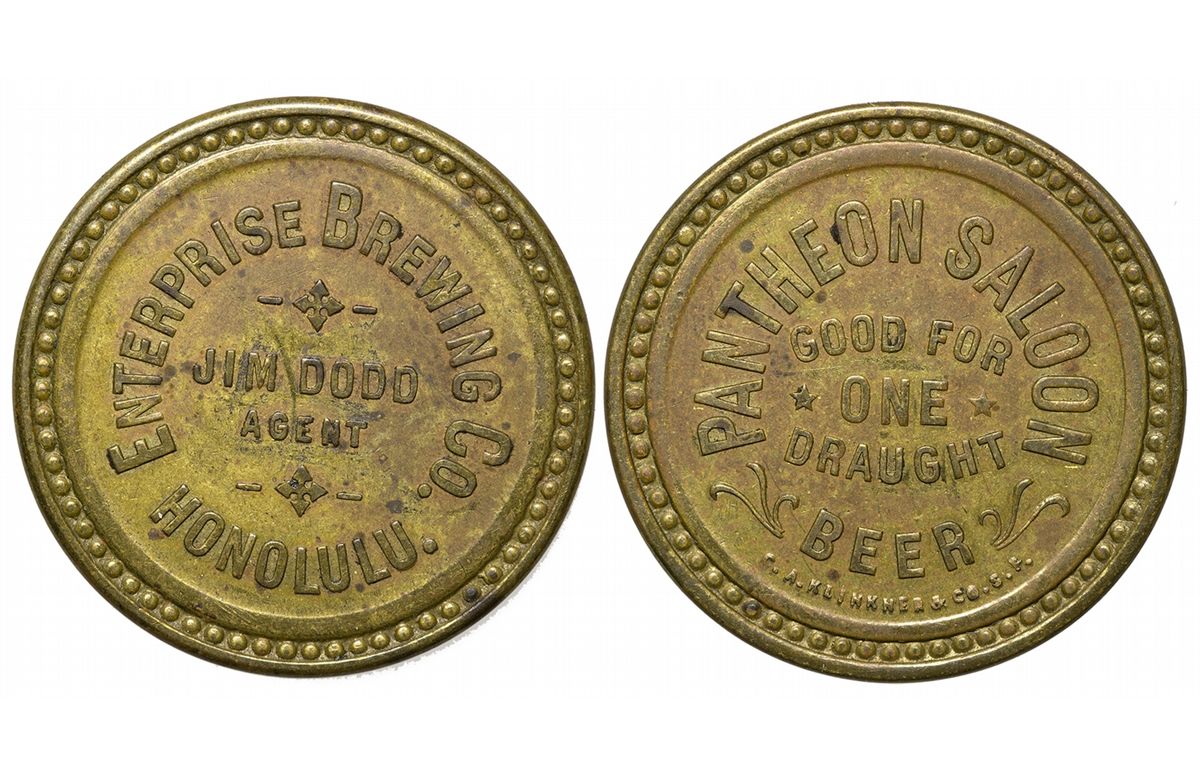 ENTERPRISE BREWING CO.
JIM DODD
AGENT
HONOLULU.
PANTHEON SALOON
GOOD FOR
ONE
DRAUGHT
BEER
C.A. KLINKNER & CO. S.F.